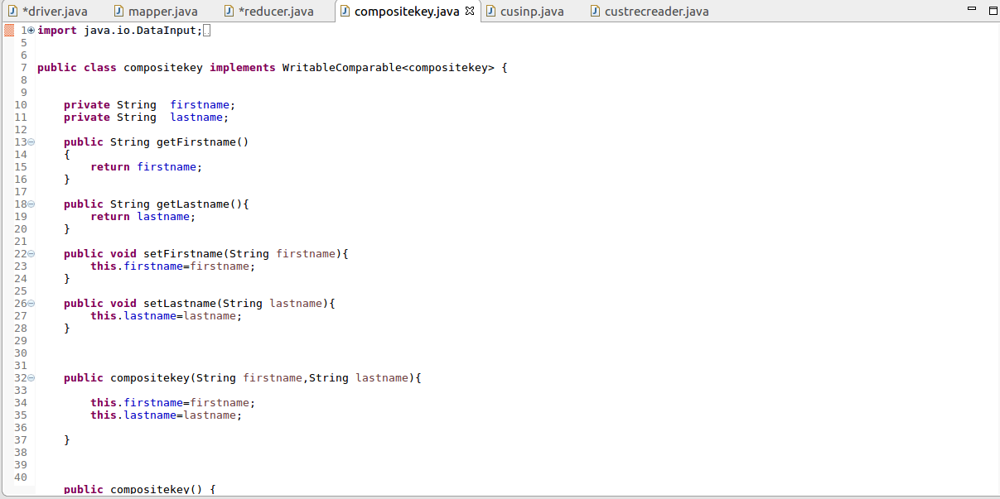 *driver.java mapper.java *reducer.java compositekey.java cusinp.java custrecreader.java
1 import java.io.DataInput;
5
6
7 public class compositekey implements WritableComparable<compositekey> {
8
9
10 private String  firstname;
11 private String  lastname;
12
13 public String getFirstname()
14 {
15 return firstname;
16 }
17
18 public String getLastname(){
19 return lastname;
20 }
21
22 public void setFirstname(String firstname){
23 this.firstname=firstname;
24 }
25
26 public void setLastname(String lastname){
27 this.lastname=lastname;
28 }
29
30
31
32 public compositekey(String firstname,String lastname){
33
34 this.firstname=firstname;
35 this.lastname=lastname;
36
37 }
38
39
40
public compositekey() {